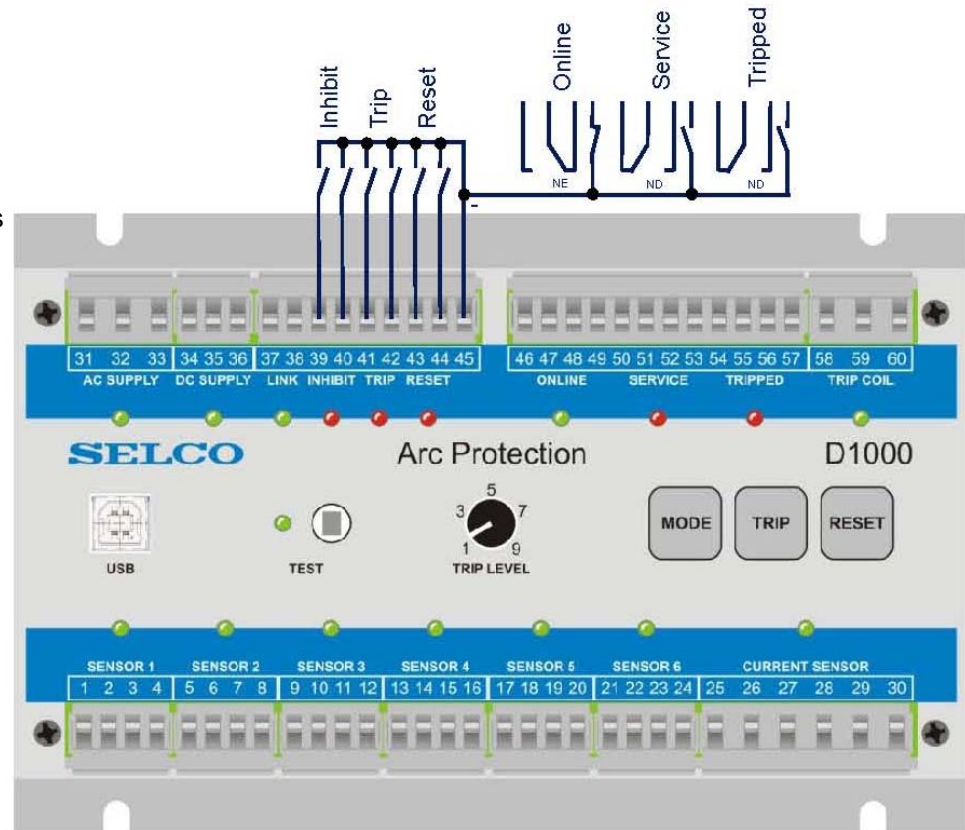 Inhibit
Trip
Reset
Online
Service
Tripped
NE
ND
ND
-
s
31 32 33 34 35 36 37 38 39 40 41 42 43 44 45 46 47 48 49 50 51 52 53 54 55 56 57 58 59 60
AC SUPPLY DC SUPPLY LINK INHIBIT TRIP RESET ONLINE SERVICE TRIPPED TRIP COIL
SELCO Arc Protection D1000
5
3 7
1 9
MODE TRIP RESET
USB TEST TRIP LEVEL
SENSOR 1 SENSOR 2 SENSOR 3 SENSOR 4 SENSOR 5 SENSOR 6 CURRENT SENSOR
1 2 3 4 5 6 7 8 9 10 11 12 13 14 15 16 17 18 19 20 21 22 23 24 25 26 27 28 29 30